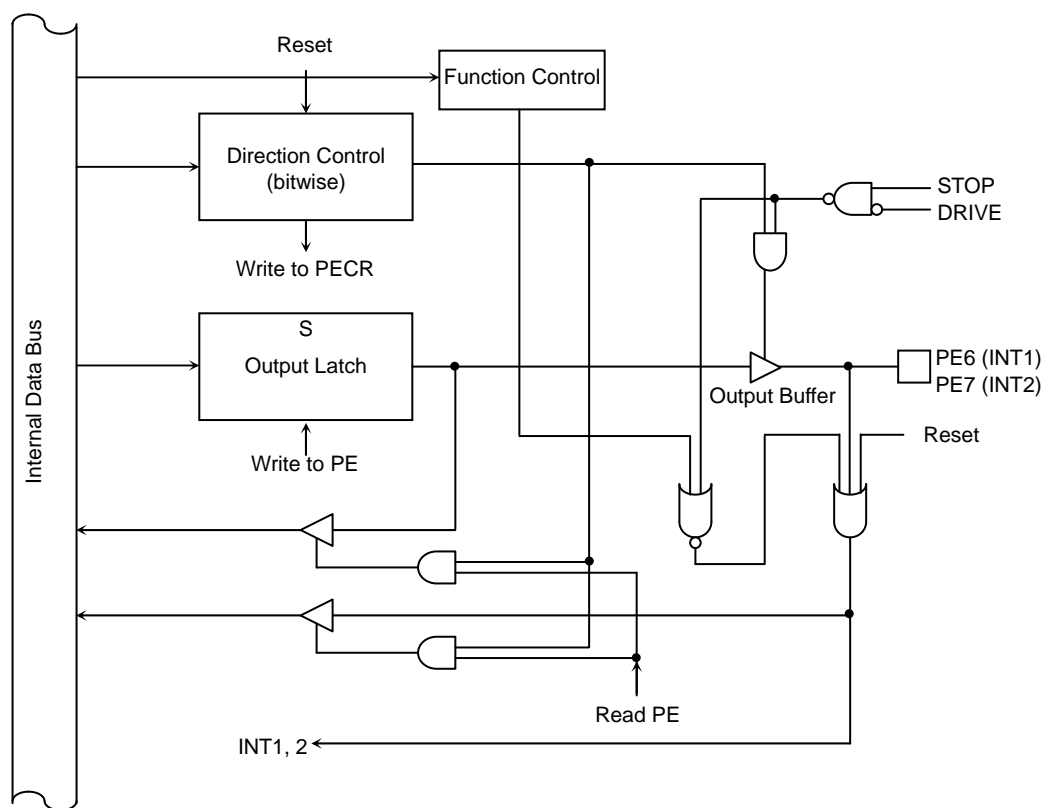 Reset
Function Control
Direction Control
(bitwise)
STOP
DRIVE
Write to PECR
S
Output Latch
PE6 (INT1)
PE7 (INT2)
Output Buffer
Internal Data Bus
Reset
Write to PE
Read PE
INT1, 2